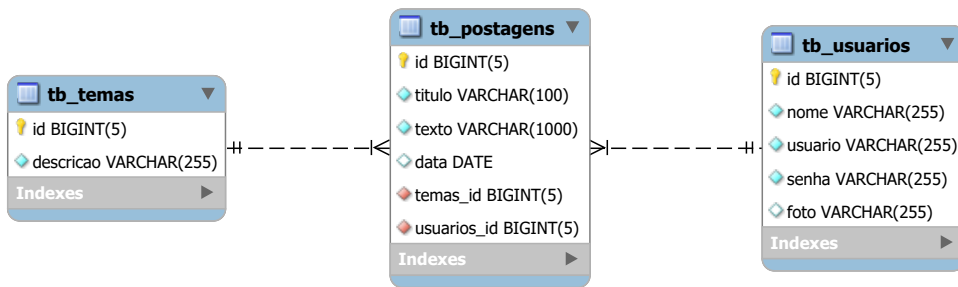 tb_temas
id BIGINT(5)
descricao VARCHAR(255)
Indexes
tb_postagens
id BIGINT(5)
titulo VARCHAR(100)
texto VARCHAR(1000)
data DATE
temas_id BIGINT(5)
usuarios_id BIGINT(5)
Indexes
tb_usuarios
id BIGINT(5)
nome VARCHAR(255)
usuario VARCHAR(255)
senha VARCHAR(255)
foto VARCHAR(255)
Indexes